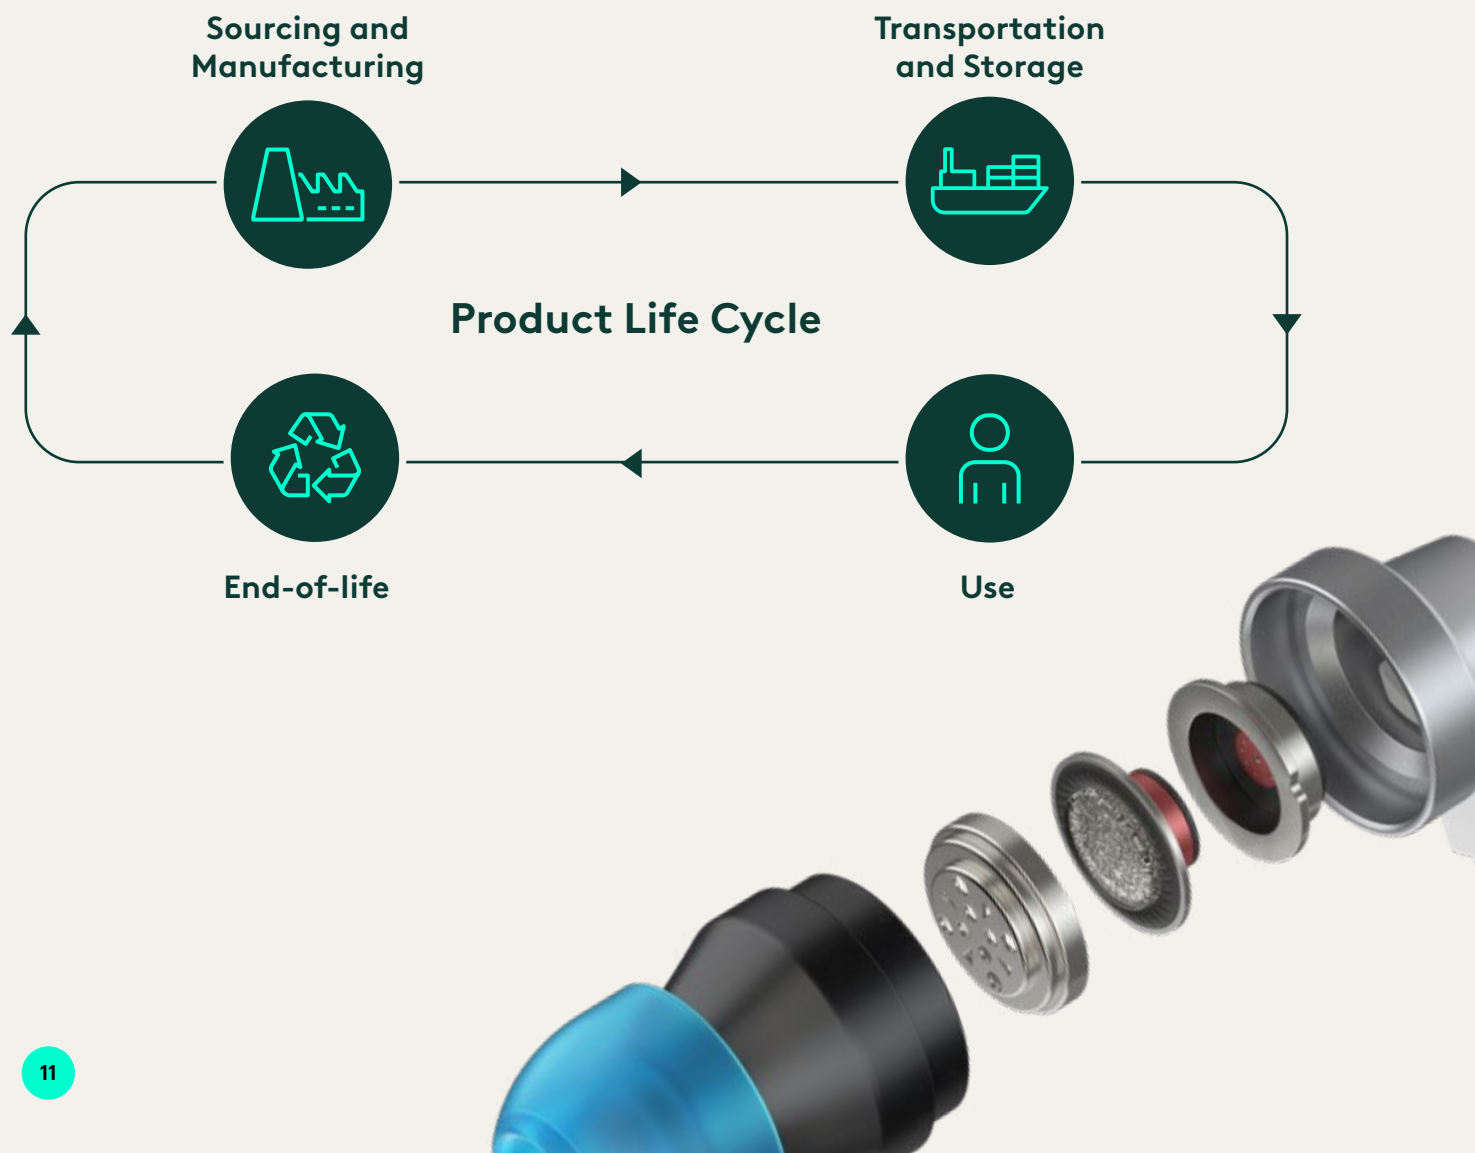 Sourcing and
Manufacturing
Transportation
and Storage
Product Life Cycle
End-of-life
Use
11